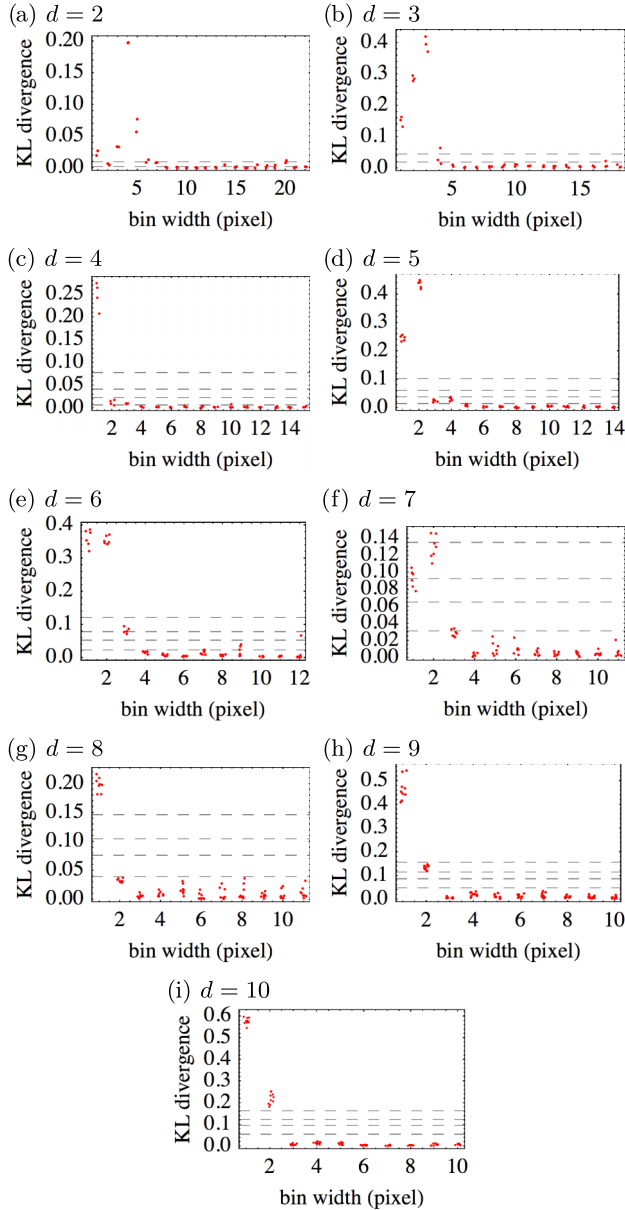 (a) d = 2
KL divergence
0.20
0.15
0.10
0.05
0.00
5 10 15 20
bin width (pixel)
(b) d = 3
KL divergence
0.4
0.3
0.2
0.1
0.0
5 10 15
bin width (pixel)
(c) d = 4
KL divergence
0.25
0.20
0.15
0.10
0.05
0.00
2 4 6 8 10 12 14
bin width (pixel)
(d) d = 5
KL divergence
0.4
0.3
0.2
0.1
0.0
2 4 6 8 10 12 14
bin width (pixel)
(e) d = 6
KL divergence
0.4
0.3
0.2
0.1
0.0
2 4 6 8 10 12
bin width (pixel)
(f) d = 7
KL divergence
0.14
0.12
0.10
0.08
0.06
0.04
0.02
0.00
2 4 6 8 10
bin width (pixel)
(g) d = 8
KL divergence
0.20
0.15
0.10
0.05
0.00
2 4 6 8 10
bin width (pixel)
(h) d = 9
KL divergence
0.5
0.4
0.3
0.2
0.1
0.0
2 4 6 8 10
bin width (pixel)
(i) d = 10
KL divergence
0.6
0.5
0.4
0.3
0.2
0.1
0.0
2 4 6 8 10
bin width (pixel)